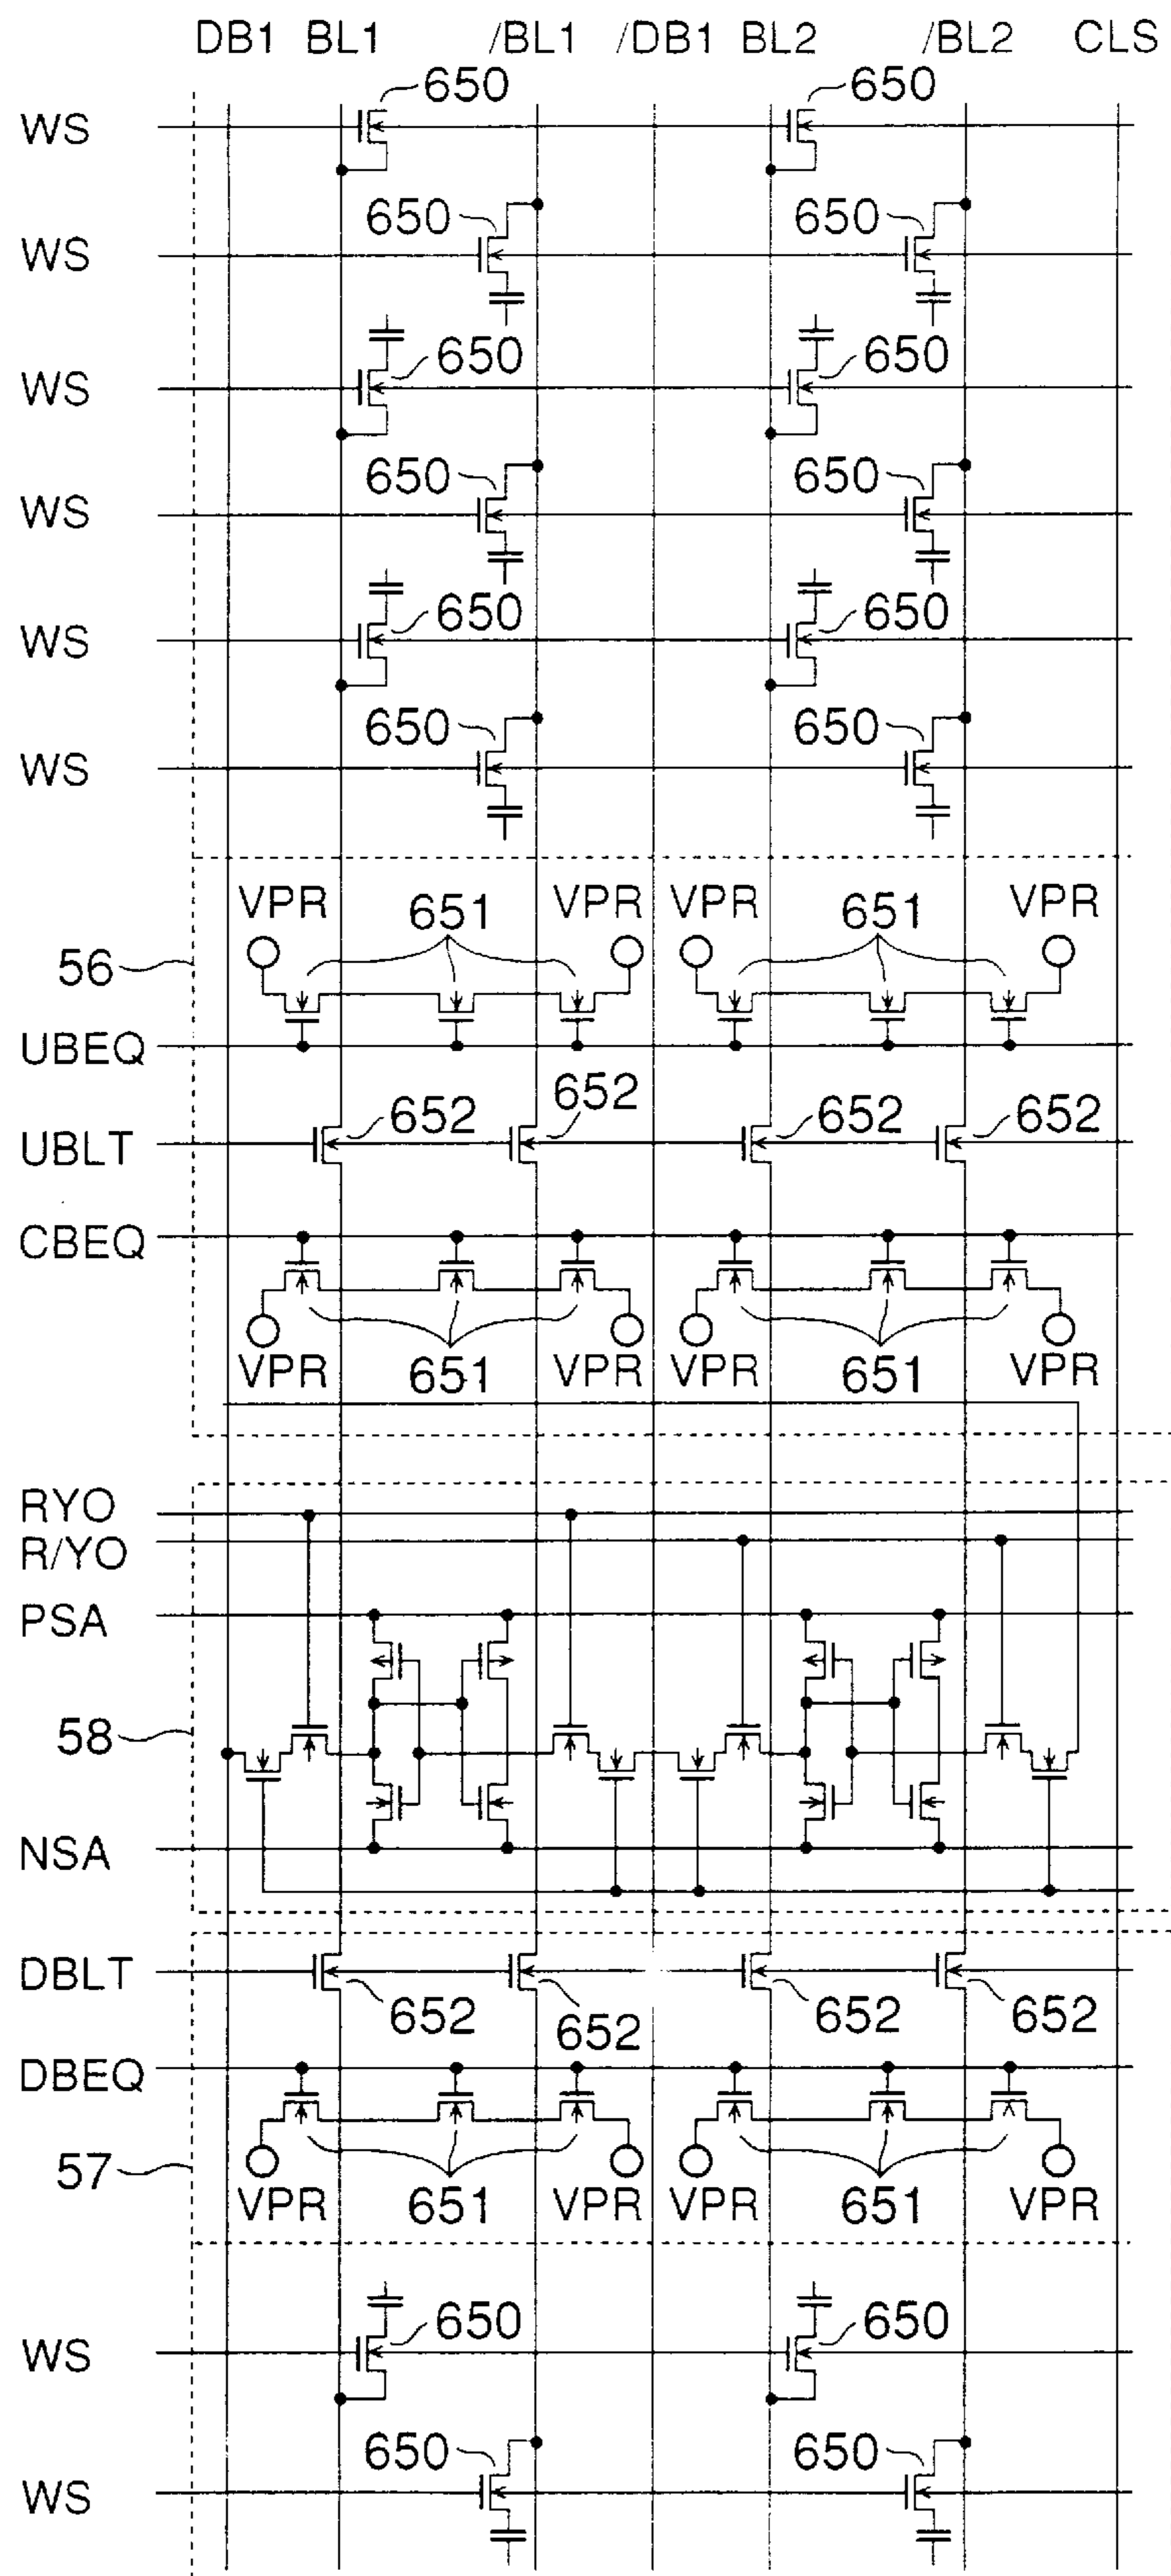 DB1 BL1 /BL1 /DB1 BL2 /BL2 CLS
650 650
WS
650 650
WS
650 650
WS
650 650
WS
650 650
WS
650 650
WS
VPR 651 VPR VPR 651 VPR
56
UBEQ
652 652 652 652
UBLT
CBEQ
VPR 651 VPR VPR 651 VPR
RYO
R/YO
PSA
58
NSA
DBLT
652 652 652 652
DBEQ
57
VPR 651 VPR VPR 651 VPR
650 650
WS
650 650
WS